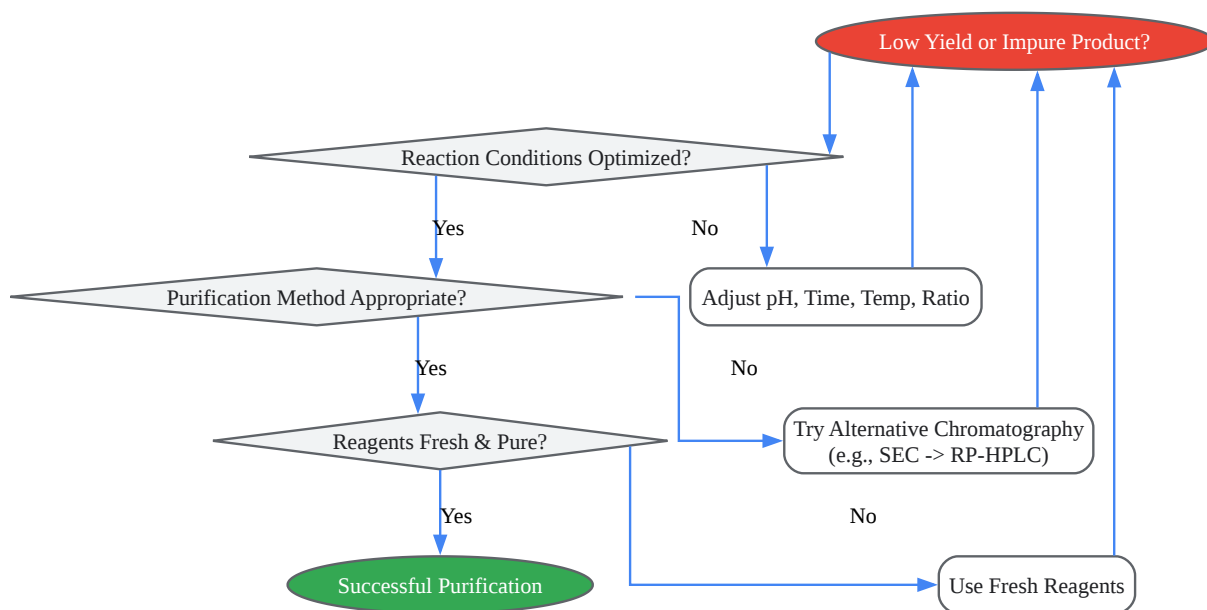 Low Yield or Impure Product?
Reaction Conditions Optimized?
Yes
No
Purification Method Appropriate?
Adjust pH, Time, Temp, Ratio
Yes
No
Reagents Fresh & Pure?
Try Alternative Chromatography
(e.g., SEC -> RP-HPLC)
Yes
No
Successful Purification
Use Fresh Reagents